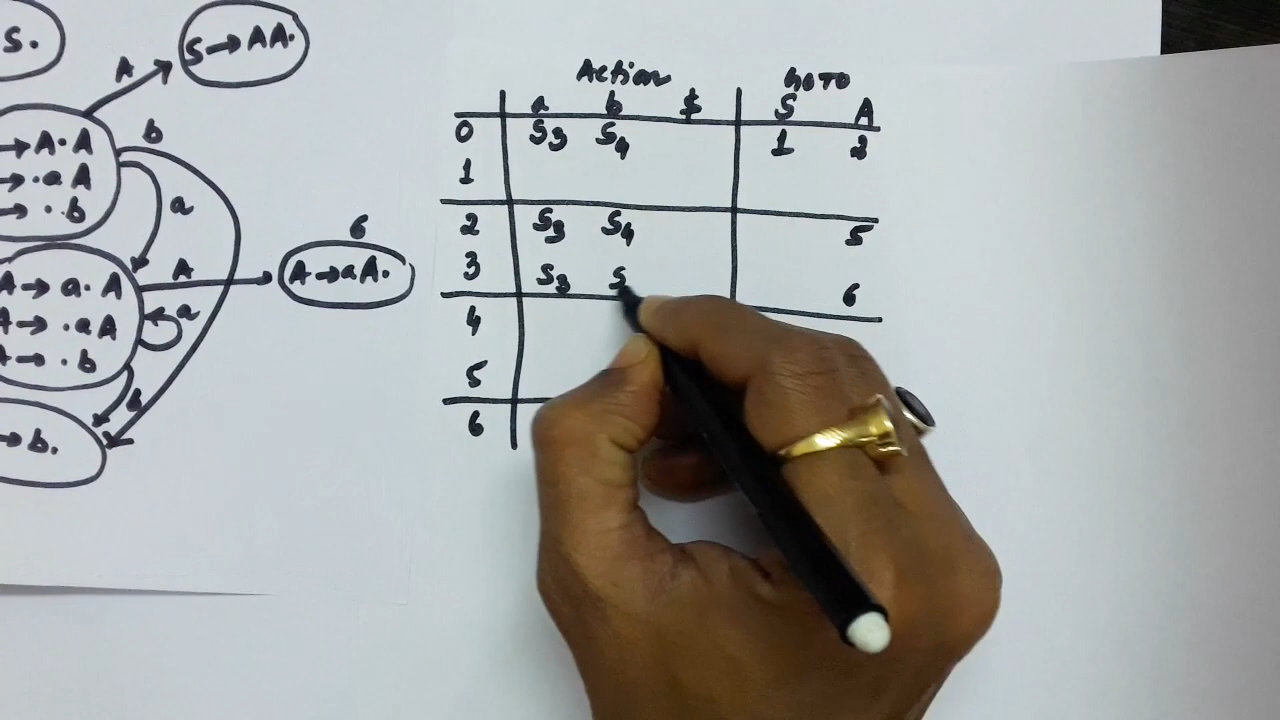 S.
S→AA.
A
→A·A
→·aA
→·b
b
a
6
A→aA.
A
A→a·A
A→·aA
A→·b
a
b
→b.
Action GOTO
a b $ S A
0 S3 S4 1 2
1
2 S3 S4 5
3 S3 S 6
4
5
6